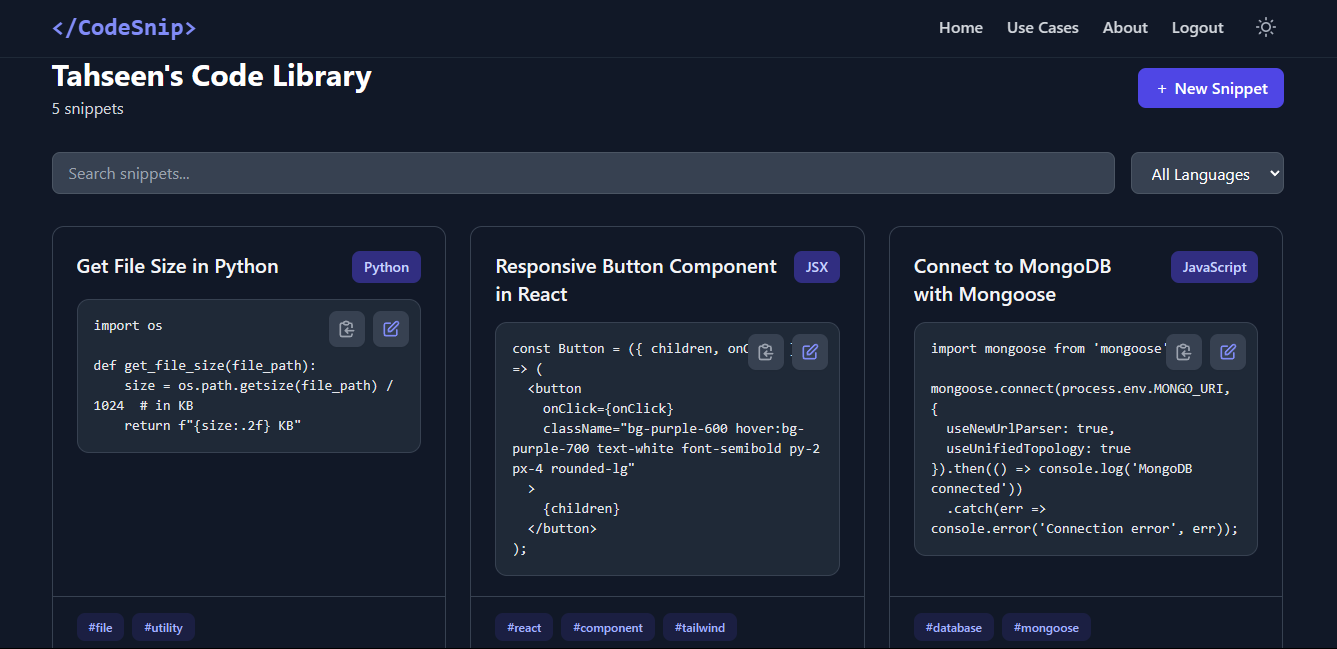 </CodeSnip>
Home Use Cases About Logout
Tahseen's Code Library
5 snippets
+ New Snippet
Search snippets...
All Languages
Get File Size in Python
Python
import os
def get_file_size(file_path):
    size = os.path.getsize(file_path) /
1024  # in KB
    return f"{size:.2f} KB"
#file #utility
Responsive Button Component
in React
JSX
const Button = ({ children, on
=> (
  <button
    onClick={onClick}
    className="bg-purple-600 hover:bg-
purple-700 text-white font-semibold py-2
px-4 rounded-lg"
  >
    {children}
  </button>
);
#react #component #tailwind
Connect to MongoDB
with Mongoose
JavaScript
import mongoose from 'mongoose'
mongoose.connect(process.env.MONGO_URI,
{
  useNewUrlParser: true,
  useUnifiedTopology: true
}).then(() => console.log('MongoDB
connected'))
  .catch(err =>
console.error('Connection error', err));
#database #mongoose